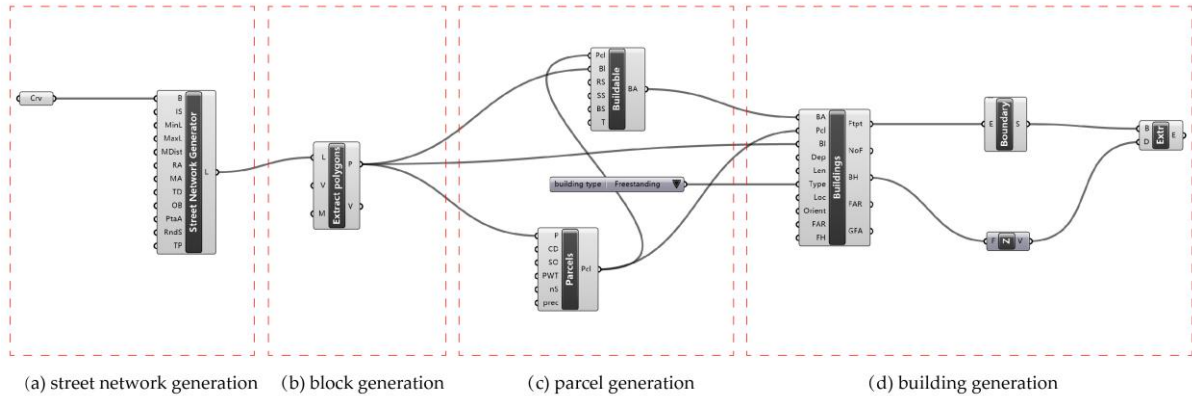 Crv
B
IS
MinL
MaxL
MDist
RA
MA
TD
OB
PtaA
RndS
TP
Street Network Generator
L
L
V
M
Extract polygons
P
V
Pcl
Bl
RS
SS
BS
T
Buildable
BA
building type Freestanding
P
CD
SO
PWT
nS
prec
Parcels
Pcl
BA
Pcl
Bl
Dep
Len
Type
Loc
Orient
FAR
FH
Buildings
Ftpt
NoF
BH
FAR
GFA
E
Boundary
S
F
Z
V
B
D
Extr
E
(a) street network generation
(b) block generation
(c) parcel generation
(d) building generation